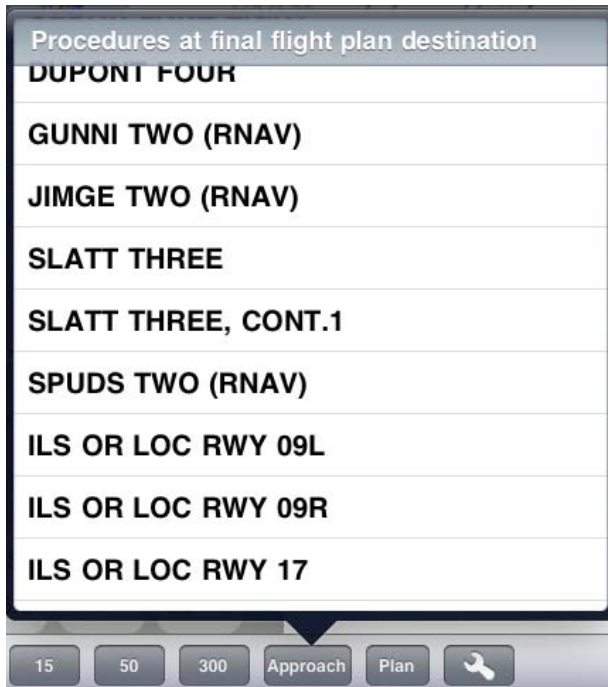 Procedures at final flight plan destination
DUPONT FOUR
GUNNI TWO (RNAV)
JIMGE TWO (RNAV)
SLATT THREE
SLATT THREE, CONT.1
SPUDS TWO (RNAV)
ILS OR LOC RWY 09L
ILS OR LOC RWY 09R
ILS OR LOC RWY 17
15 50 300 Approach Plan